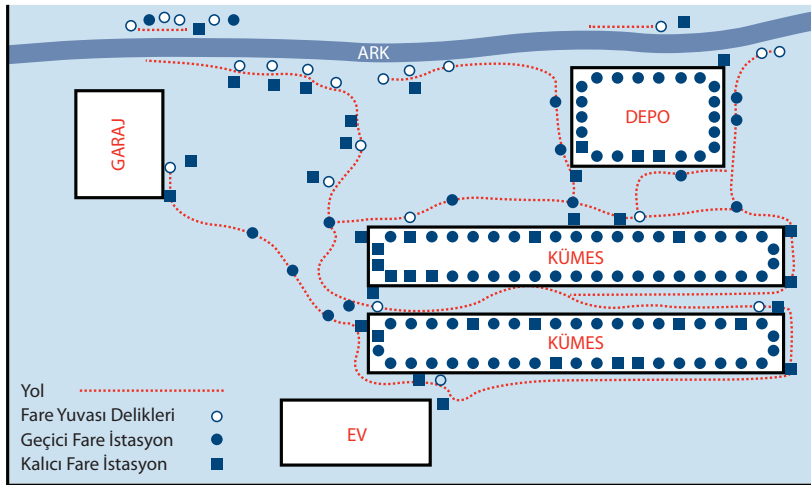 ARK
GARAJ
DEPO
KÜMES
KÜMES
EV
Yol
Fare Yuvası Delikleri
Geçici Fare İstasyon
Kalıcı Fare İstasyon